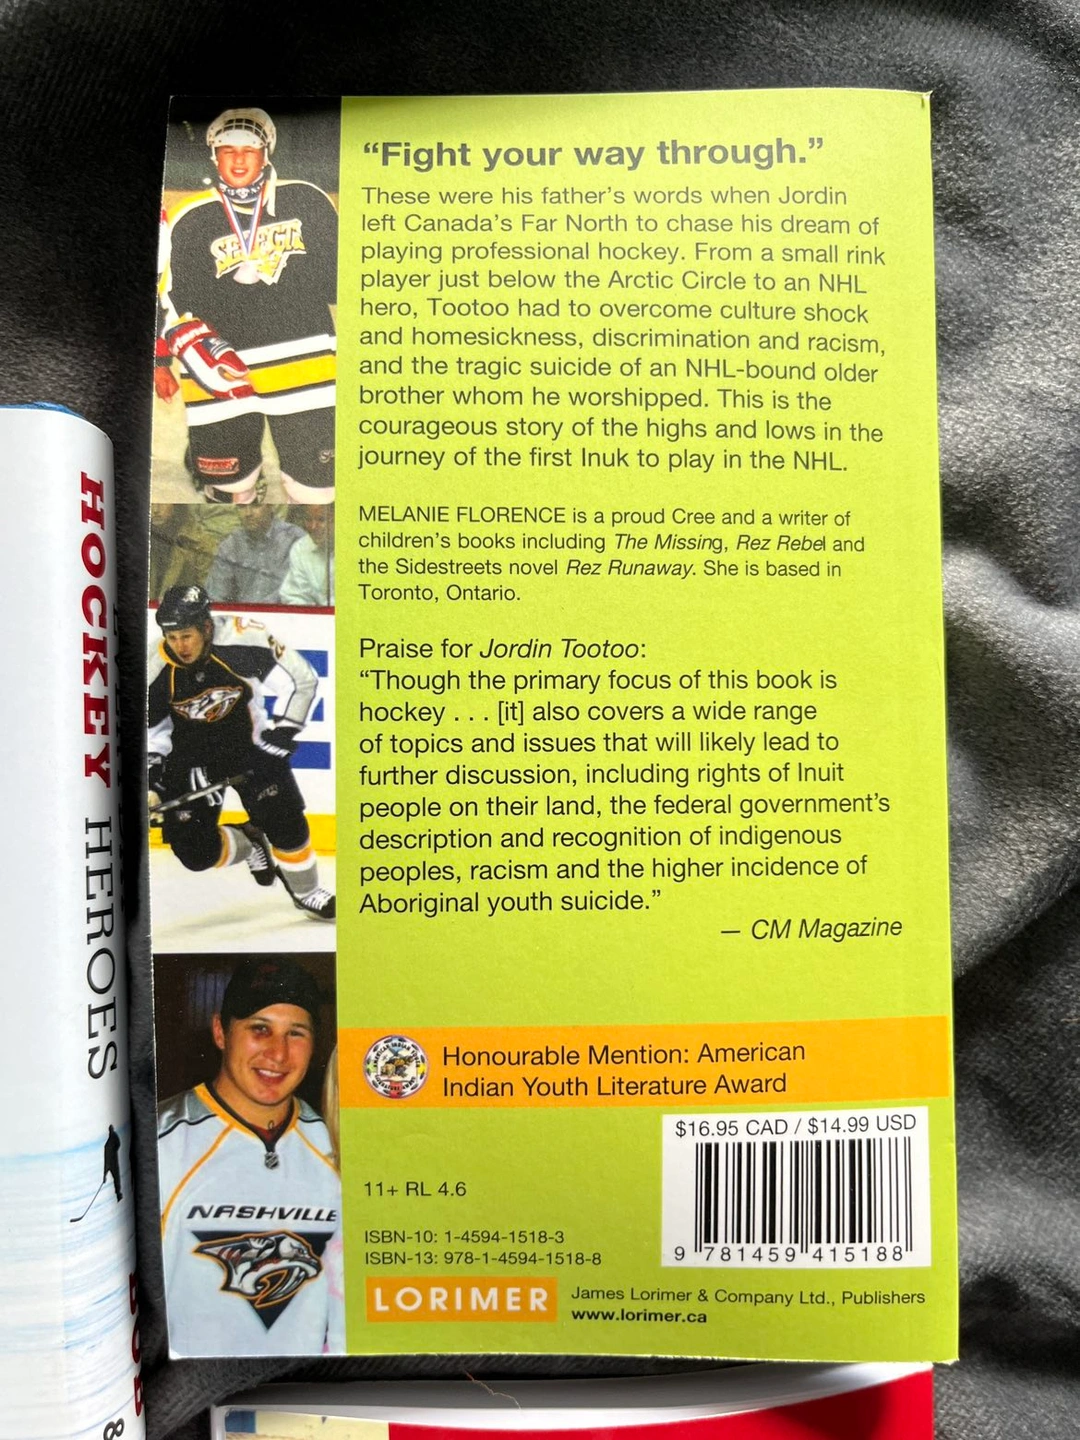 “Fight your way through.”
These were his father’s words when Jordin
left Canada’s Far North to chase his dream of
playing professional hockey. From a small rink
player just below the Arctic Circle to an NHL
hero, Tootoo had to overcome culture shock
and homesickness, discrimination and racism,
and the tragic suicide of an NHL-bound older
brother whom he worshipped. This is the
courageous story of the highs and lows in the
journey of the first Inuk to play in the NHL.
MELANIE FLORENCE is a proud Cree and a writer of
children’s books including The Missing, Rez Rebel and
the Sidestreets novel Rez Runaway. She is based in
Toronto, Ontario.
Praise for Jordin Tootoo:
“Though the primary focus of this book is
hockey . . . [it] also covers a wide range
of topics and issues that will likely lead to
further discussion, including rights of Inuit
people on their land, the federal government’s
description and recognition of indigenous
peoples, racism and the higher incidence of
Aboriginal youth suicide.”
— CM Magazine
Honourable Mention: American
Indian Youth Literature Award
$16.95 CAD / $14.99 USD
11+ RL 4.6
ISBN-10: 1-4594-1518-3
ISBN-13: 978-1-4594-1518-8
9 781459 415188
LORIMER
James Lorimer & Company Ltd., Publishers
www.lorimer.ca
SELECTS
NASHVILLE
HOCKEY HEROES
&